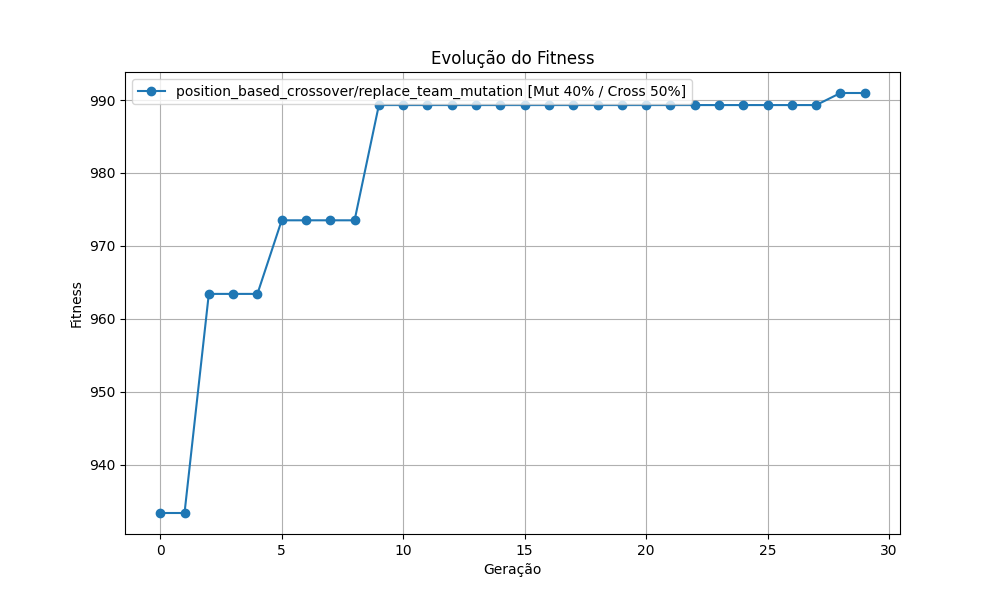 Evolução do Fitness
position_based_crossover/replace_team_mutation [Mut 40% / Cross 50%]
990
980
970
960
950
940
Fitness
0 5 10 15 20 25 30
Geração